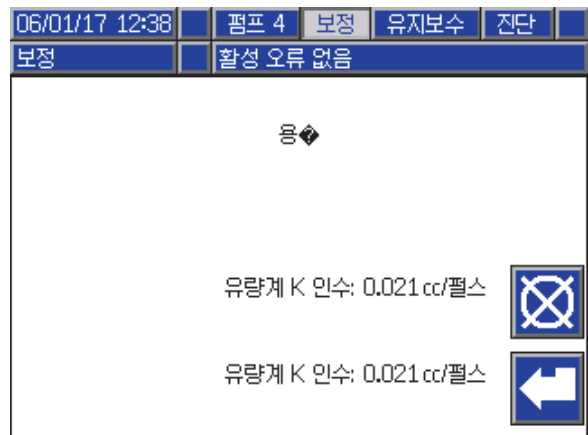 06/01/17 12:38 펌프 4 보정 유지보수 진단
보정 활성 오류 없음
용�
유량계 K 인수: 0.021 cc/펄스
유량계 K 인수: 0.021 cc/펄스